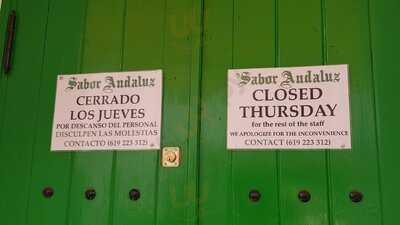 Sabor Andaluz
CERRADO
LOS JUEVES
POR DESCANSO DEL PERSONAL
DISCULPEN LAS MOLESTIAS
CONTACTO (619 223 312)
Sabor Andaluz
CLOSED
THURSDAY
for the rest of the staff
WE APOLOGIZE FOR THE INCONVENIENCE
CONTACT (619 223 312)